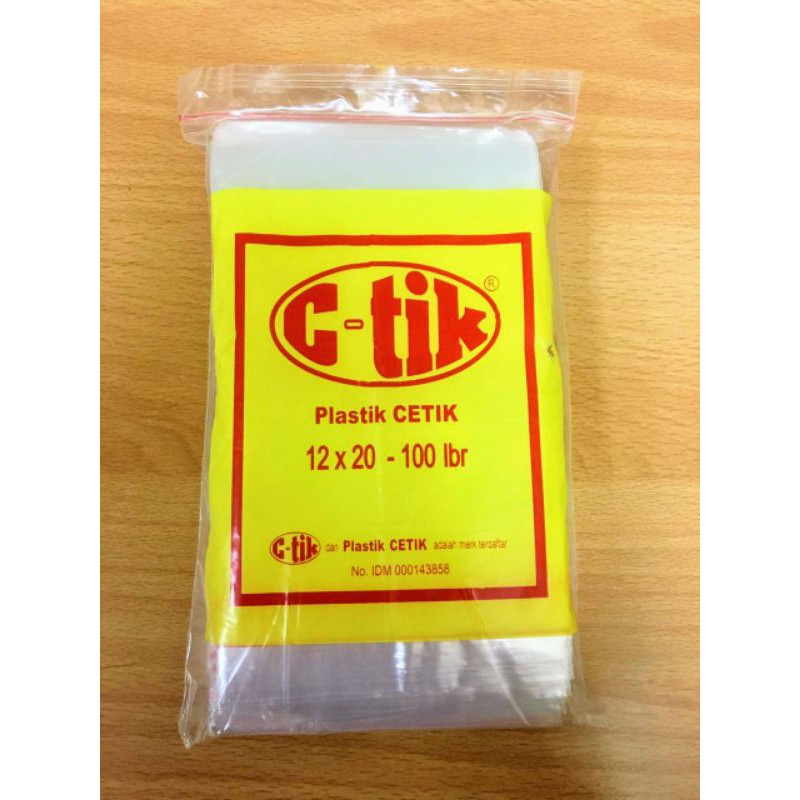 C-tik ®
Plastik CETIK
12 x 20 - 100 lbr
C-tik dan Plastik CETIK adalah merk terdaftar
No. IDM 000143858